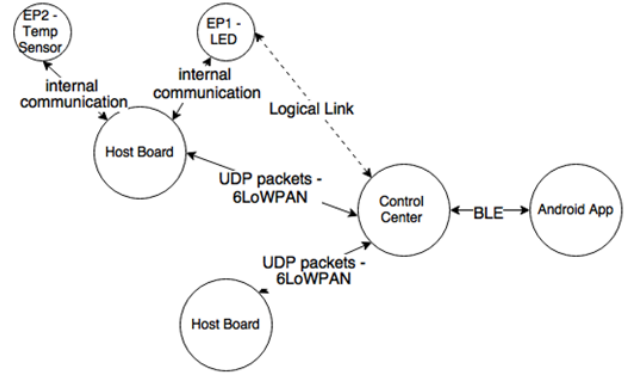 EP2 -
Temp
Sensor
EP1 -
LED
internal
communication
internal
communication
Logical Link
Host Board
UDP packets -
6LoWPAN
Control
Center
BLE
Android App
UDP packets -
6LoWPAN
Host Board